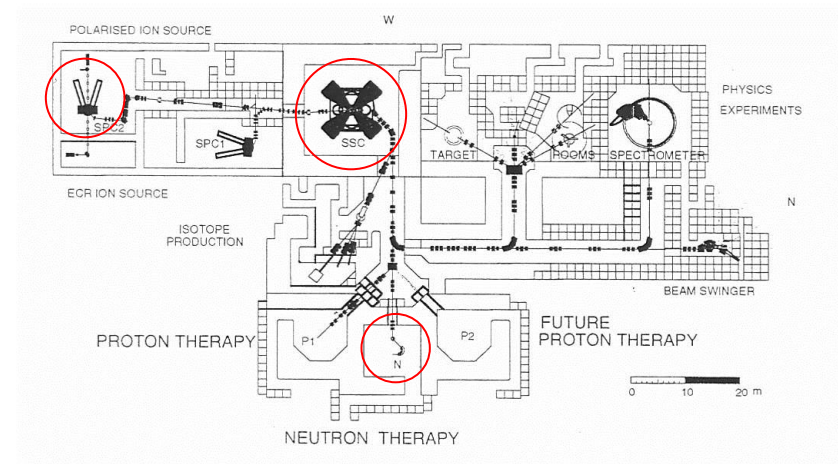 W
POLARISED ION SOURCE
N
PHYSICS
EXPERIMENTS
SPC2
SPC1
SSC
TARGET
ROOMS
SPECTROMETER
ECR ION SOURCE
N
ISOTOPE
PRODUCTION
BEAM SWINGER
PROTON THERAPY
P1
N
P2
FUTURE
PROTON THERAPY
0 10 20 m
NEUTRON THERAPY